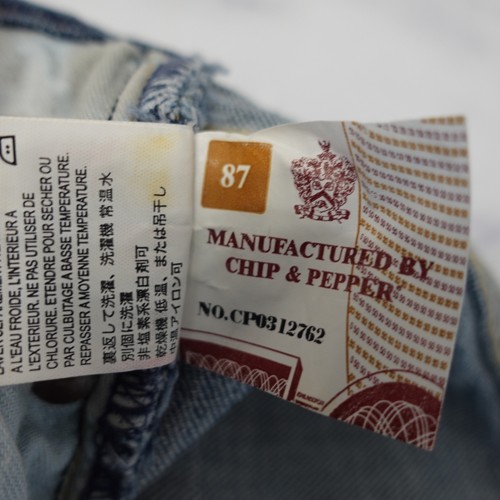 A L'EAU FROIDE, L'INTERIEUR A
L'EXTERIEUR. NE PAS UTILISER DE
CHLORURE. ETENDRE POUR SECHER OU
PAR CULBUTAGE A BASSE TEMPERATURE.
REPASSER A MOYENNE TEMPERATURE.
裏返して洗濯、洗濯機 常温水
別個に洗濯
非塩素系漂白剤可
乾燥機 低 温、または吊干し
中温アイロン可
87
MANUFACTURED BY
CHIP & PEPPER
NO.CP0312762